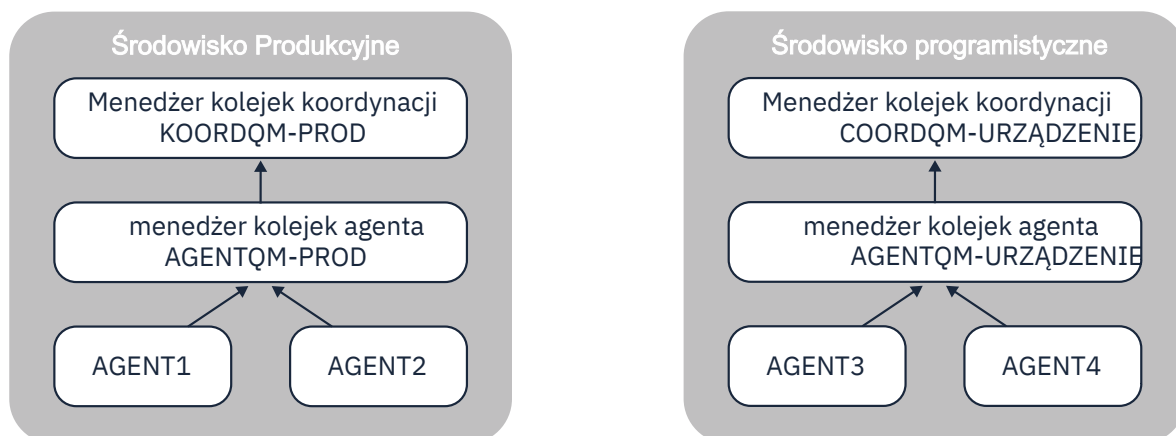 Środowisko Produkcyjne
Menedżer kolejek koordynacji
KOORDQM-PROD
menedżer kolejek agenta
AGENTQM-PROD
AGENT1
AGENT2
Środowisko programistyczne
Menedżer kolejek koordynacji
COORDQM-URZĄDZENIE
menedżer kolejek agenta
AGENTQM-URZĄDZENIE
AGENT3
AGENT4